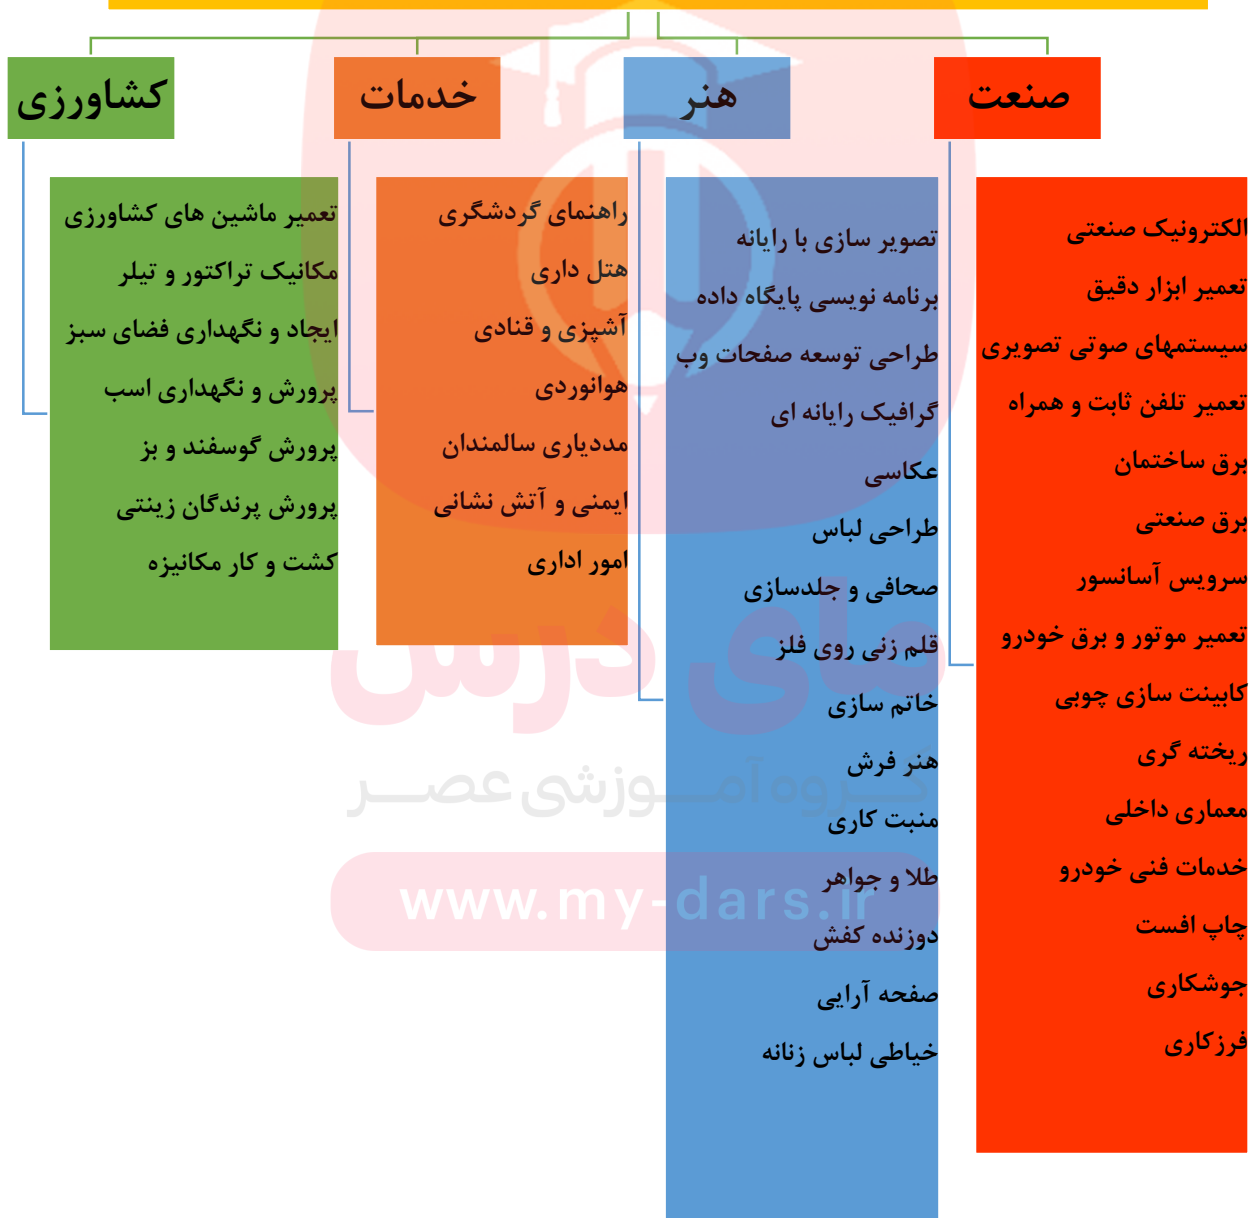 صنعت
الکترونیک صنعتی
تعمیر ابزار دقیق
سیستمهای صوتی تصویری
تعمیر تلفن ثابت و همراه
برق ساختمان
برق صنعتی
سرویس آسانسور
تعمیر موتور و برق خودرو
کابینت سازی چوبی
ریخته گری
معماری داخلی
خدمات فنی خودرو
چاپ افست
جوشکاری
فرزکاری
هنر
تصویر سازی با رایانه
برنامه نویسی پایگاه داده
طراحی توسعه صفحات وب
گرافیک رایانه ای
عکاسی
طراحی لباس
صحافی و جلدسازی
قلم زنی روی فلز
خاتم سازی
هنر فرش
منبت کاری
طلا و جواهر
دوزنده کفش
صفحه آرایی
خیاطی لباس زنانه
خدمات
راهنمای گردشگری
هتل داری
آشپزی و قنادی
هوانوردی
مددیاری سالمندان
ایمنی و آتش نشانی
امور اداری
کشاورزی
تعمیر ماشین های کشاورزی
مکانیک تراکتور و تیلر
ایجاد و نگهداری فضای سبز
پرورش و نگهداری اسب
پرورش گوسفند و بز
پرورش پرندگان زینتی
کشت و کار مکانیزه
مای درس
گروه آموزشی عصر
www.my-dars.ir